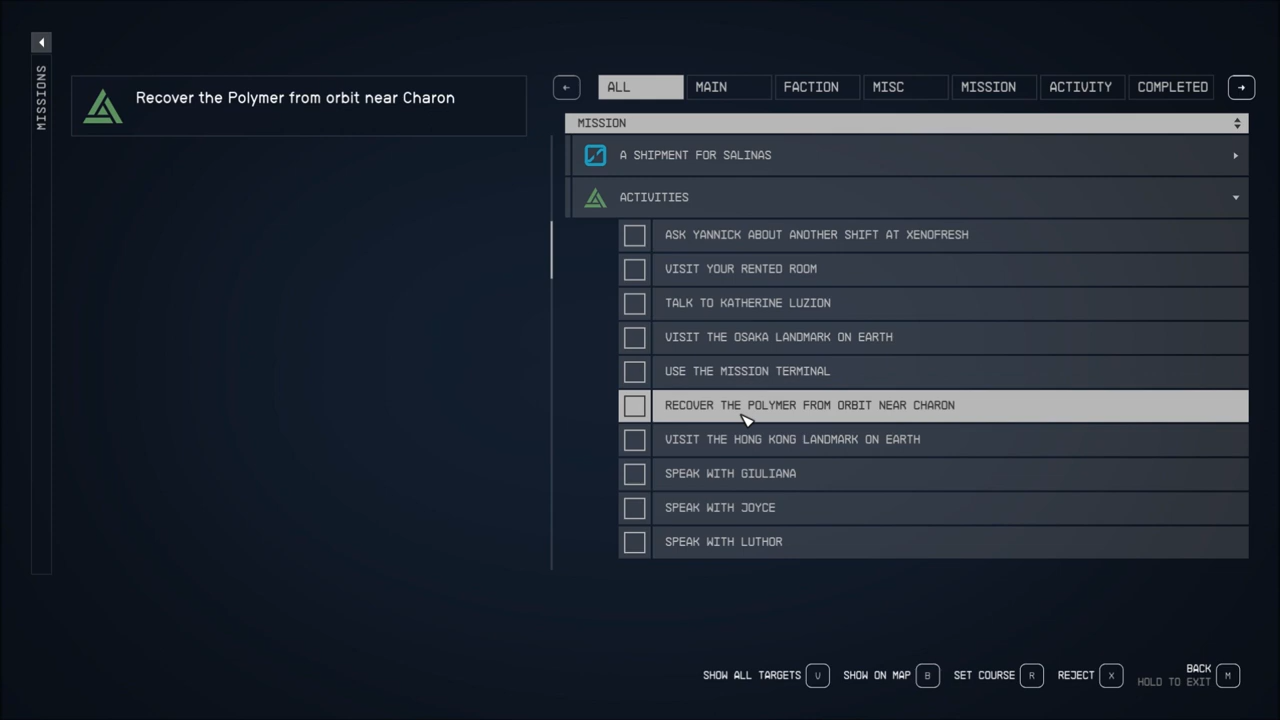 MISSIONS
Recover the Polymer from orbit near Charon
ALL MAIN FACTION MISC MISSION ACTIVITY COMPLETED
MISSION
A SHIPMENT FOR SALINAS
ACTIVITIES
ASK YANNICK ABOUT ANOTHER SHIFT AT XENOFRESH
VISIT YOUR RENTED ROOM
TALK TO KATHERINE LUZION
VISIT THE OSAKA LANDMARK ON EARTH
USE THE MISSION TERMINAL
RECOVER THE POLYMER FROM ORBIT NEAR CHARON
VISIT THE HONG KONG LANDMARK ON EARTH
SPEAK WITH GIULIANA
SPEAK WITH JOYCE
SPEAK WITH LUTHOR
SHOW ALL TARGETS V SHOW ON MAP B SET COURSE R REJECT X BACK M
HOLD TO EXIT